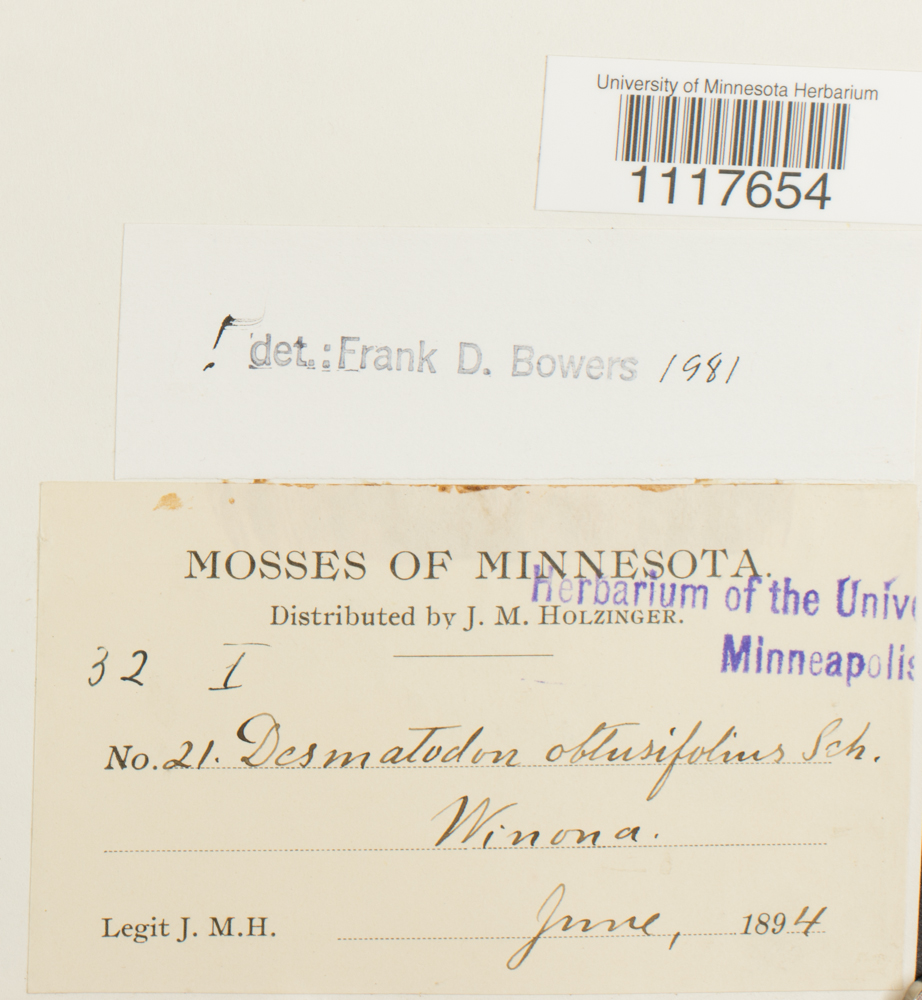 University of Minnesota Herbarium
1117654
! det.: Frank D. Bowers 1981
MOSSES OF MINNESOTA.
Herbarium of the Unive
Distributed by J. M. HOLZINGER.
Minneapolis
32 I
No. 21. Desmatodon obtusifolius Sch.
Winona.
Legit J. M.H. June, 1894